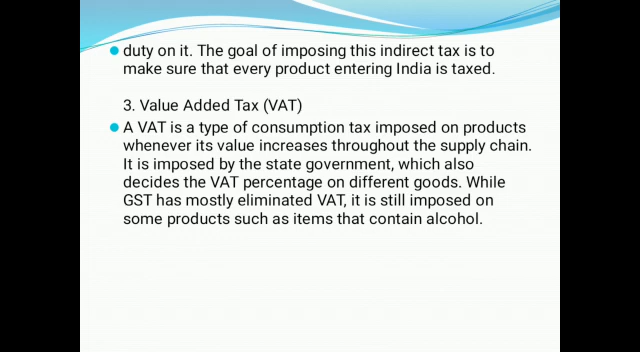 duty on it. The goal of imposing this indirect tax is to
make sure that every product entering India is taxed.
3. Value Added Tax (VAT)
A VAT is a type of consumption tax imposed on products
whenever its value increases throughout the supply chain.
It is imposed by the state government, which also
decides the VAT percentage on different goods. While
GST has mostly eliminated VAT, it is still imposed on
some products such as items that contain alcohol.